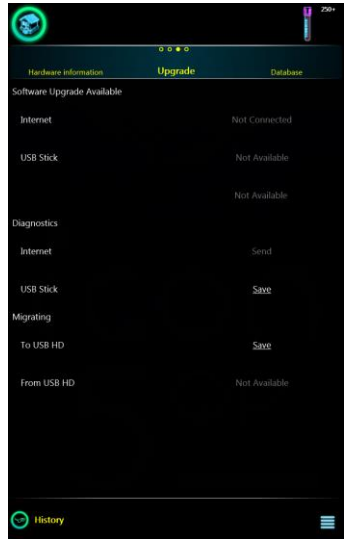 250+
Hardware information Upgrade Database
Software Upgrade Available
Internet Not Connected
USB Stick Not Available
Not Available
Diagnostics
Internet Send
USB Stick Save
Migrating
To USB HD Save
From USB HD Not Available
History